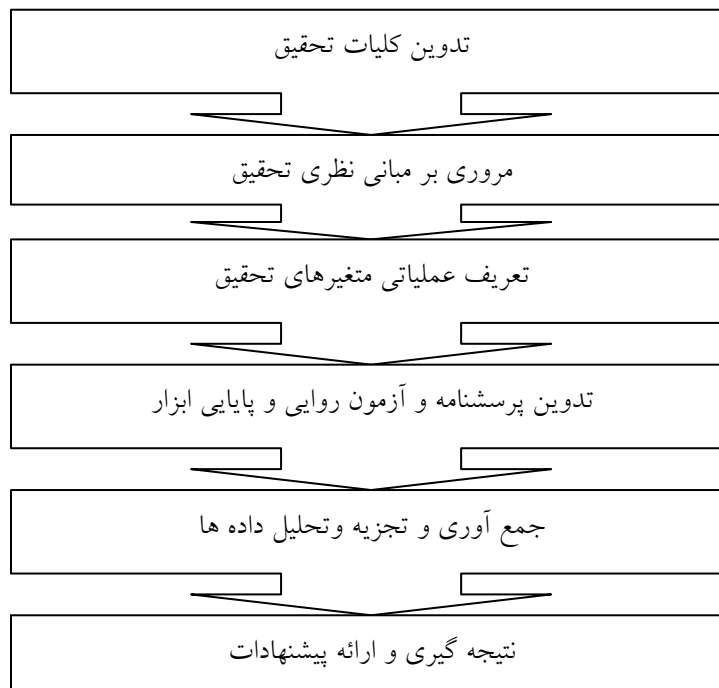 تدوین کلیات تحقیق
مروری بر مبانی نظری تحقیق
تعریف عملیاتی متغیرهای تحقیق
تدوین پرسشنامه و آزمون روایی و پایایی ابزار
جمع آوری و تجزیه وتحلیل داده ها
نتیجه گیری و ارائه پیشنهادات